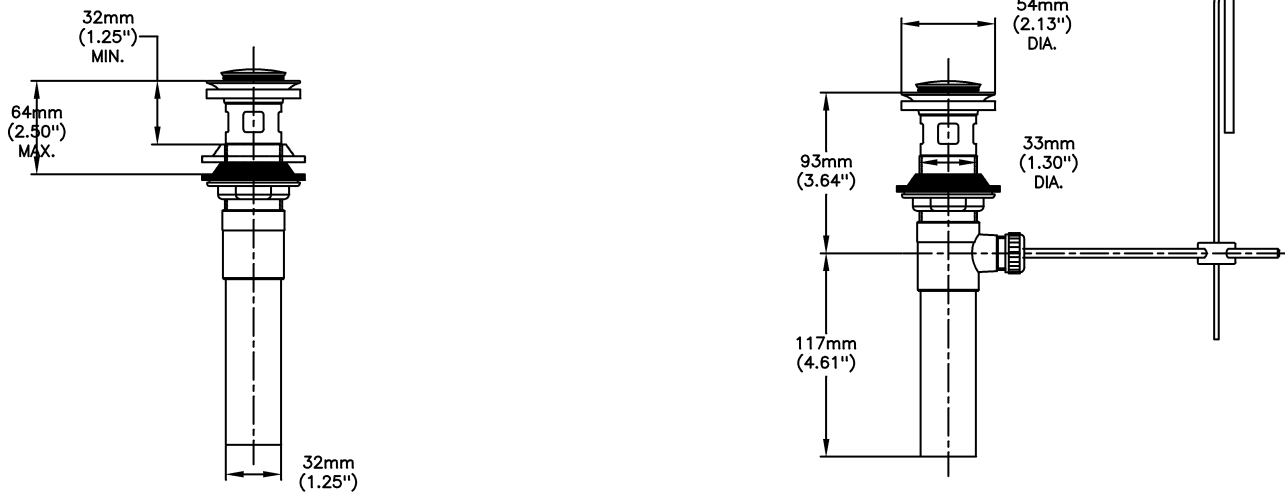 32mm
(1.25")
MIN.
64mm
(2.50")
MAX.
32mm
(1.25")
54mm
(2.13")
DIA.
93mm
(3.64")
33mm
(1.30")
DIA.
117mm
(4.61")